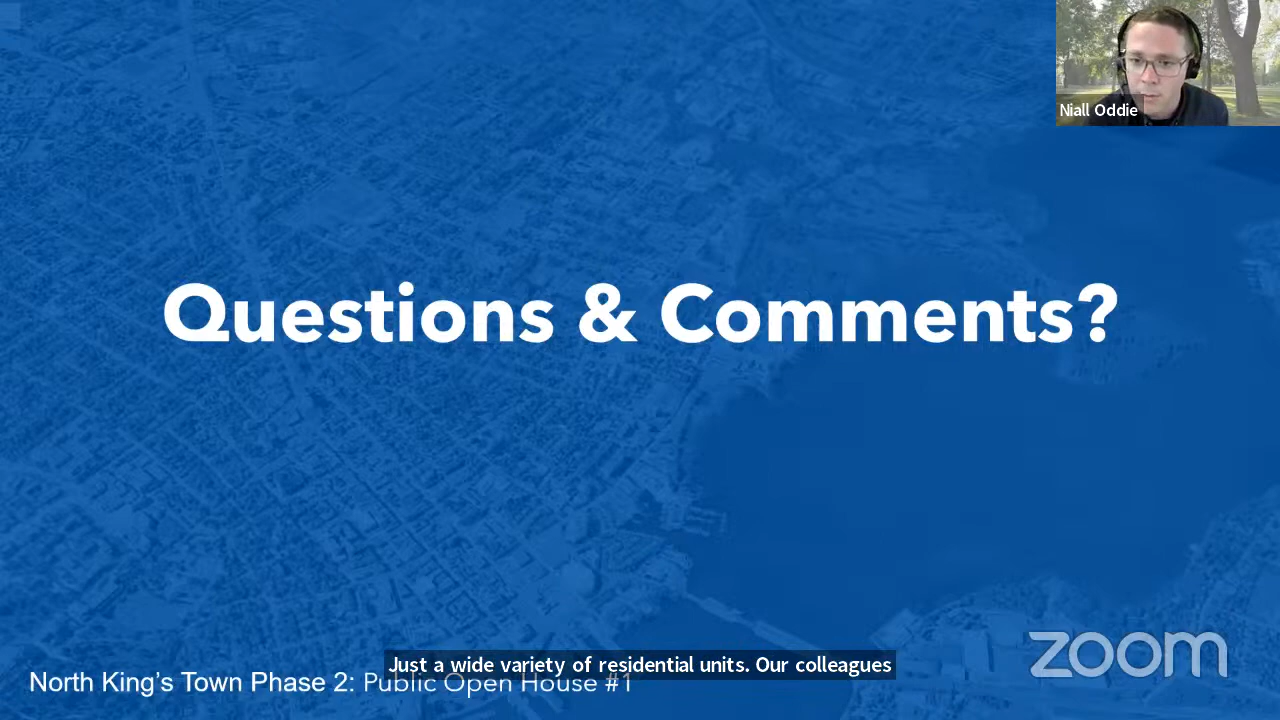 Niall Oddie
Questions & Comments?
Just a wide variety of residential units. Our colleagues
North King’s Town Phase 2: Public Open House #1
zoom